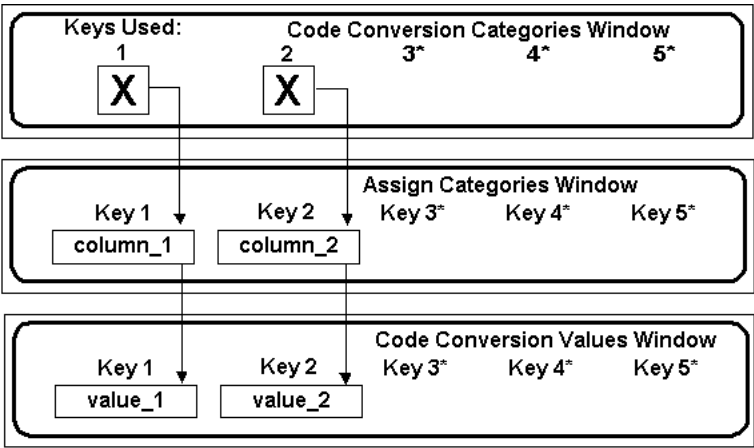 Keys Used: Code Conversion Categories Window
1 2 3* 4* 5*
X X
Assign Categories Window
Key 1 Key 2 Key 3* Key 4* Key 5*
column_1 column_2
Code Conversion Values Window
Key 1 Key 2 Key 3* Key 4* Key 5*
value_1 value_2